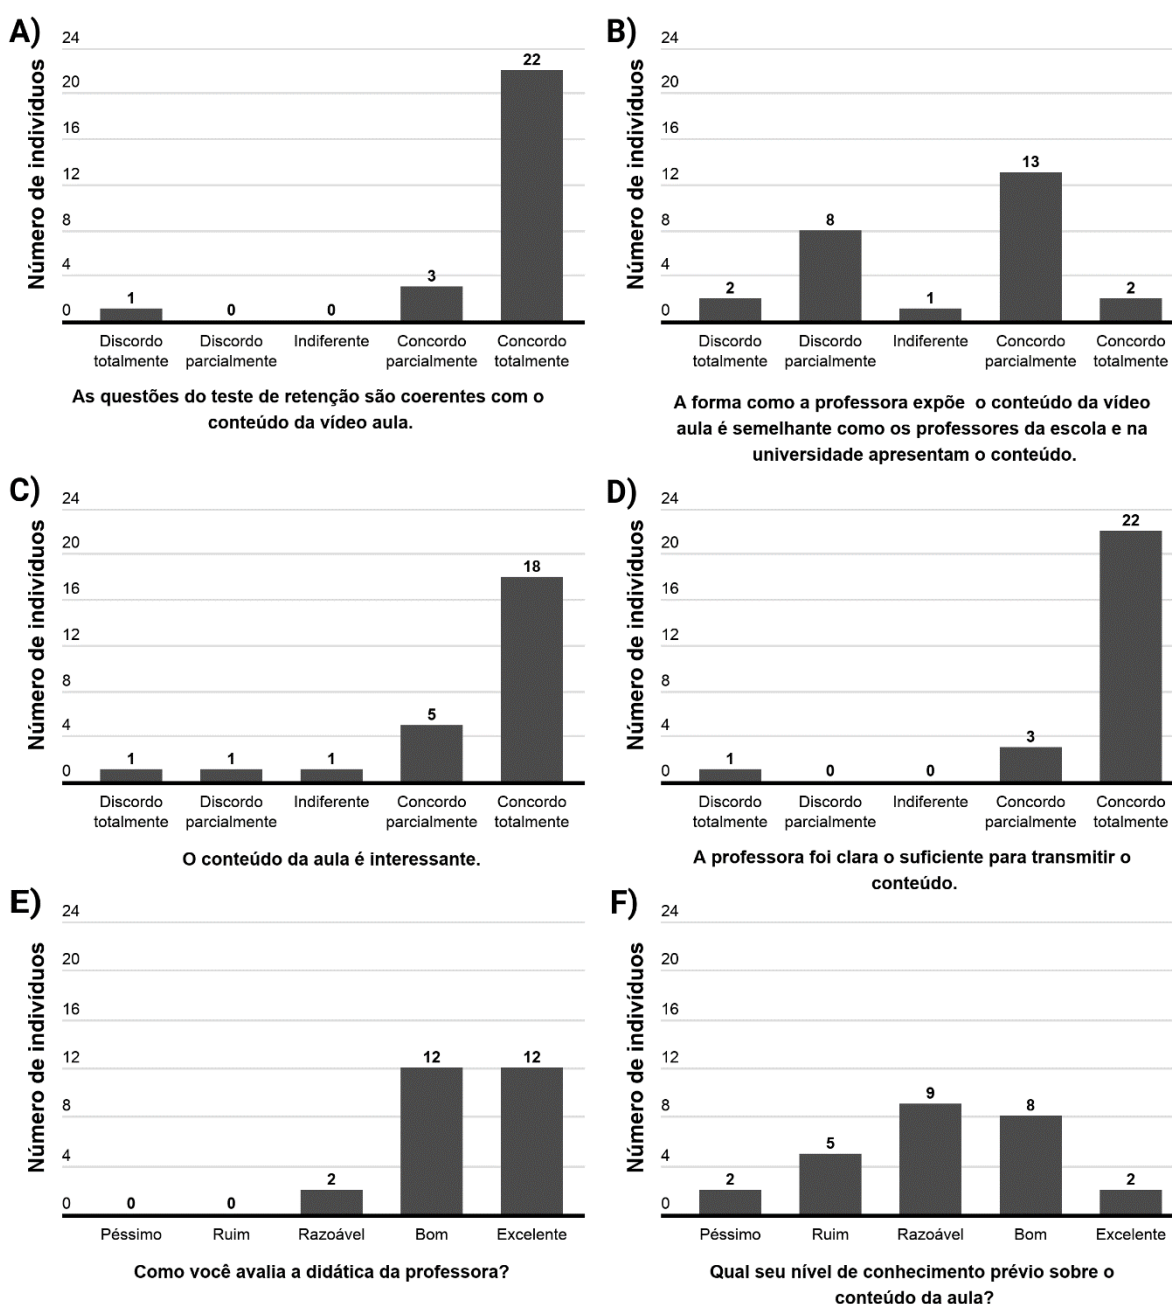 A)
Número de indivíduos
24
20
16
12
8
4
0
1
0
0
3
22
Discordo totalmente
Discordo parcialmente
Indiferente
Concordo parcialmente
Concordo totalmente
As questões do teste de retenção são coerentes com o
conteúdo da vídeo aula.
B)
Número de indivíduos
24
20
16
12
8
4
0
2
8
1
13
2
Discordo totalmente
Discordo parcialmente
Indiferente
Concordo parcialmente
Concordo totalmente
A forma como a professora expõe o conteúdo da vídeo
aula é semelhante como os professores da escola e na
universidade apresentam o conteúdo.
C)
Número de indivíduos
24
20
16
12
8
4
0
1
1
1
5
18
Discordo totalmente
Discordo parcialmente
Indiferente
Concordo parcialmente
Concordo totalmente
O conteúdo da aula é interessante.
D)
Número de indivíduos
24
20
16
12
8
4
0
1
0
0
3
22
Discordo totalmente
Discordo parcialmente
Indiferente
Concordo parcialmente
Concordo totalmente
A professora foi clara o suficiente para transmitir o
conteúdo.
E)
Número de indivíduos
24
20
16
12
8
4
0
0
0
2
12
12
Péssimo
Ruim
Razoável
Bom
Excelente
Como você avalia a didática da professora?
F)
Número de indivíduos
24
20
16
12
8
4
0
2
5
9
8
2
Péssimo
Ruim
Razoável
Bom
Excelente
Qual seu nível de conhecimento prévio sobre o
conteúdo da aula?